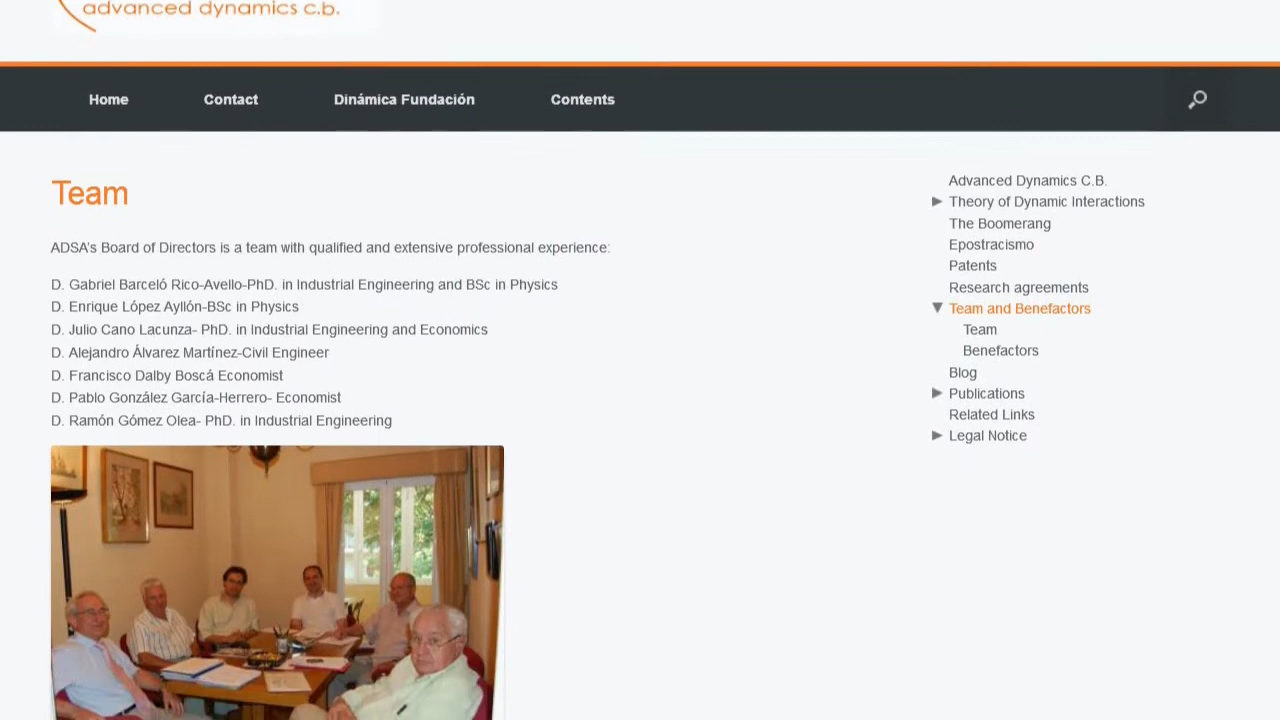 advanced dynamics c.b.
Home
Contact
Dinámica Fundación
Contents
Team
ADSA's Board of Directors is a team with qualified and extensive professional experience:
D. Gabriel Barceló Rico-Avello-PhD. in Industrial Engineering and BSc in Physics
D. Enrique López Ayllón-BSc in Physics
D. Julio Cano Lacunza- PhD. in Industrial Engineering and Economics
D. Alejandro Álvarez Martínez-Civil Engineer
D. Francisco Dalby Boscá Economist
D. Pablo González García-Herrero- Economist
D. Ramón Gómez Olea- PhD. in Industrial Engineering
Advanced Dynamics C.B.
Theory of Dynamic Interactions
The Boomerang
Epostracismo
Patents
Research agreements
Team and Benefactors
Team
Benefactors
Blog
Publications
Related Links
Legal Notice